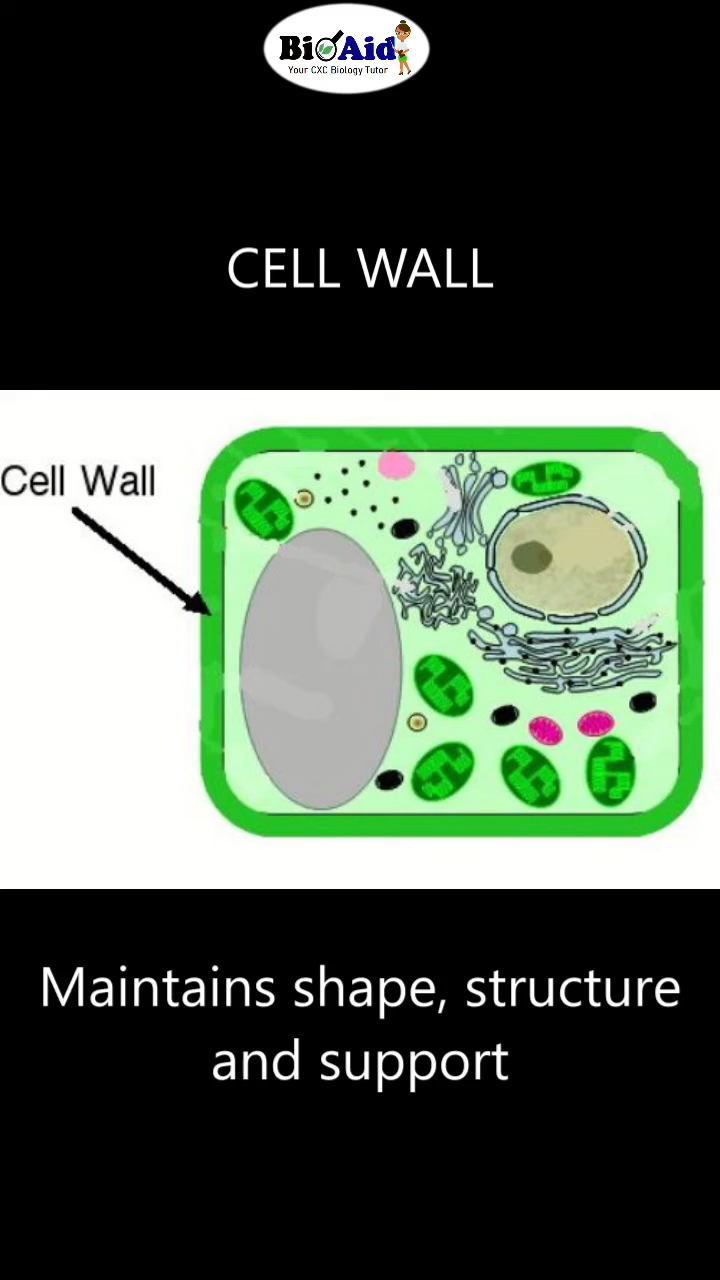 BioAid
Your CXC Biology Tutor
CELL WALL
Cell Wall
Maintains shape, structure
and support